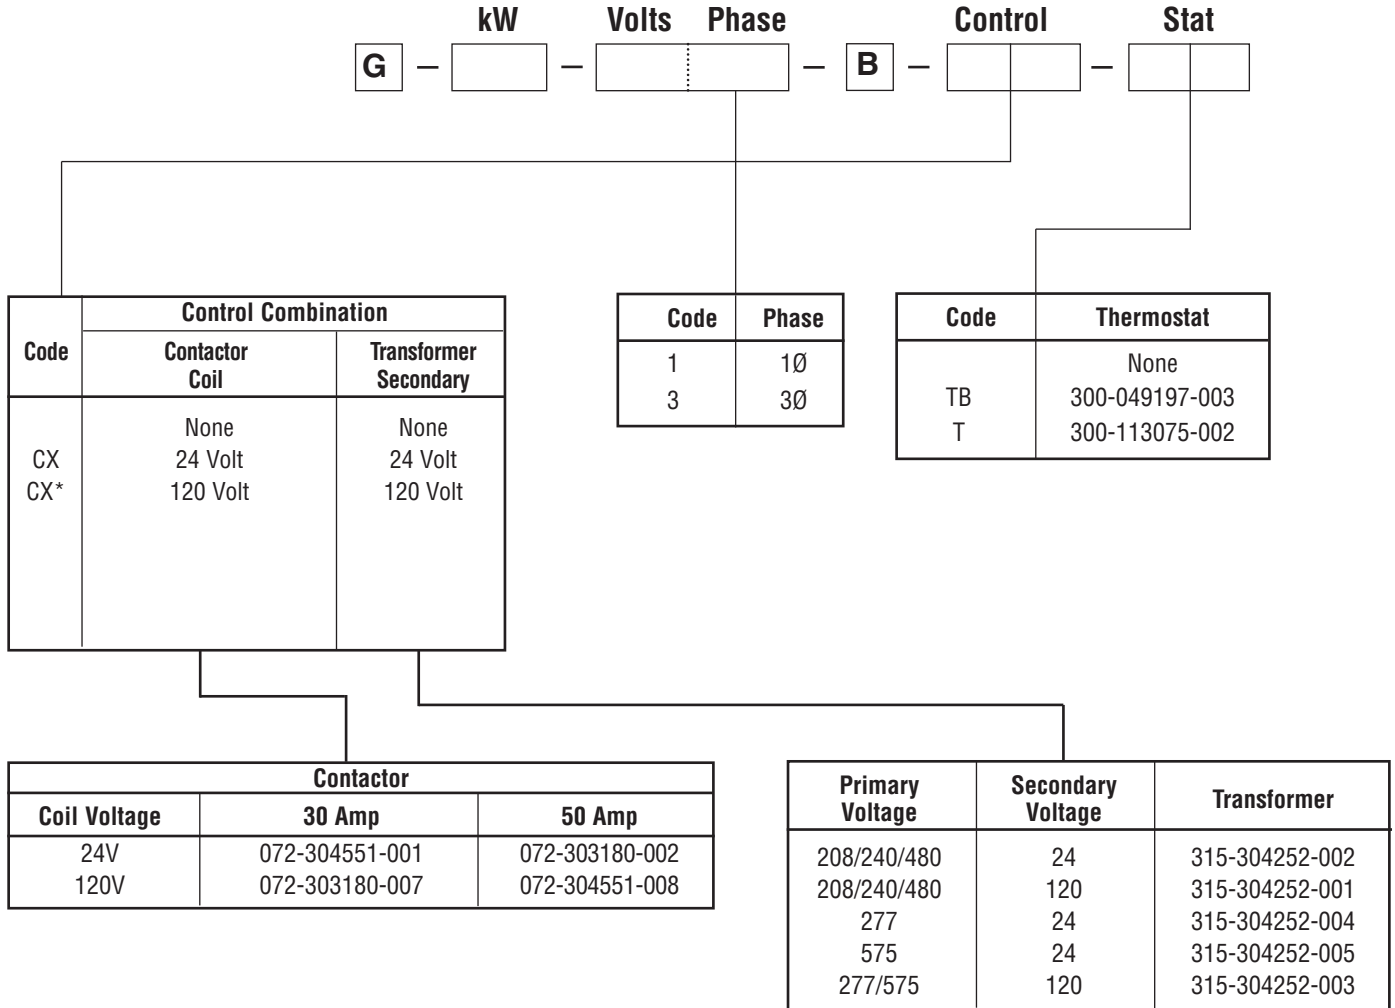 kW Volts Phase Control Stat
G – – – B – –
Control Combination
Code Contactor Coil Transformer Secondary
None None
CX 24 Volt 24 Volt
CX* 120 Volt 120 Volt
Code Phase
1 1Ø
3 3Ø
Code Thermostat
None
TB 300-049197-003
T 300-113075-002
Contactor
Coil Voltage 30 Amp 50 Amp
24V 072-304551-001 072-303180-002
120V 072-303180-007 072-304551-008
Primary Voltage Secondary Voltage Transformer
208/240/480 24 315-304252-002
208/240/480 120 315-304252-001
277 24 315-304252-004
575 24 315-304252-005
277/575 120 315-304252-003